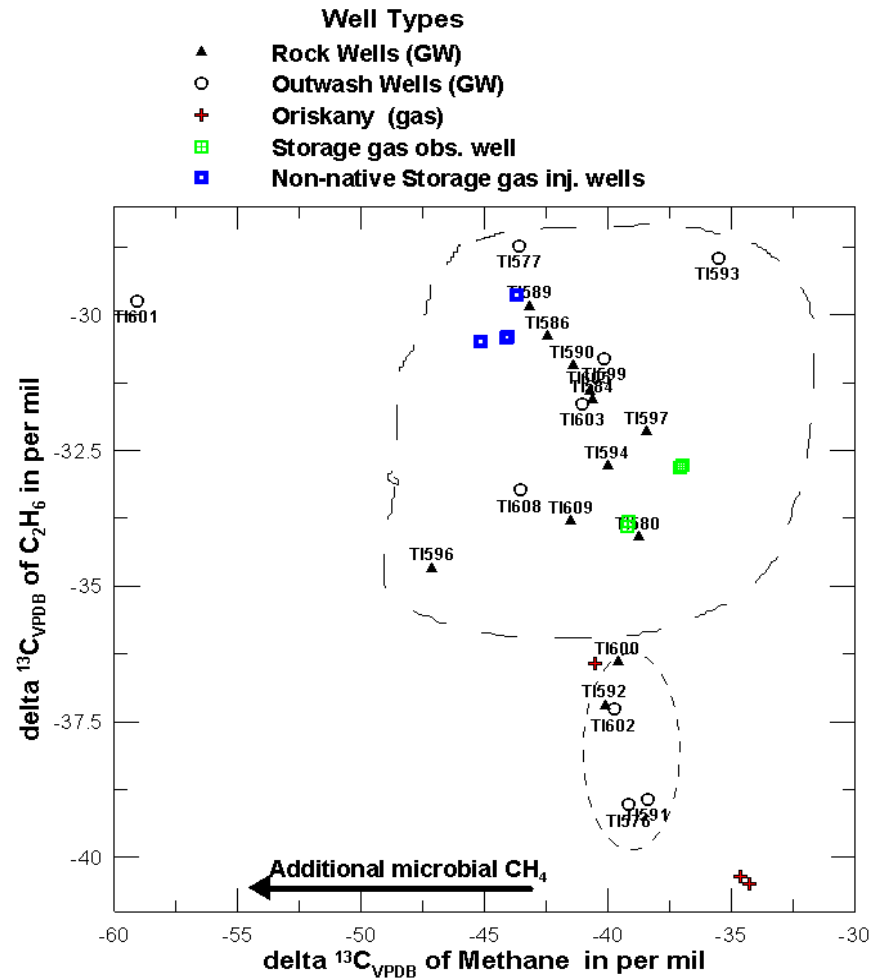 Well Types
Rock Wells (GW)
Outwash Wells (GW)
Oriskany (gas)
Storage gas obs. well
Non-native Storage gas inj. wells
TI577
TI593
TI589
TI601
TI586
TI590
TI599
TI605
TI584
TI603
TI597
TI594
TI608
TI609
TI580
TI596
TI600
TI592
TI602
TI576
TI591
Additional microbial CH₄
-30
-32.5
-35
-37.5
-40
delta ¹³C_VPDB of C₂H₆ in per mil
-60 -55 -50 -45 -40 -35 -30
delta ¹³C_VPDB of Methane in per mil